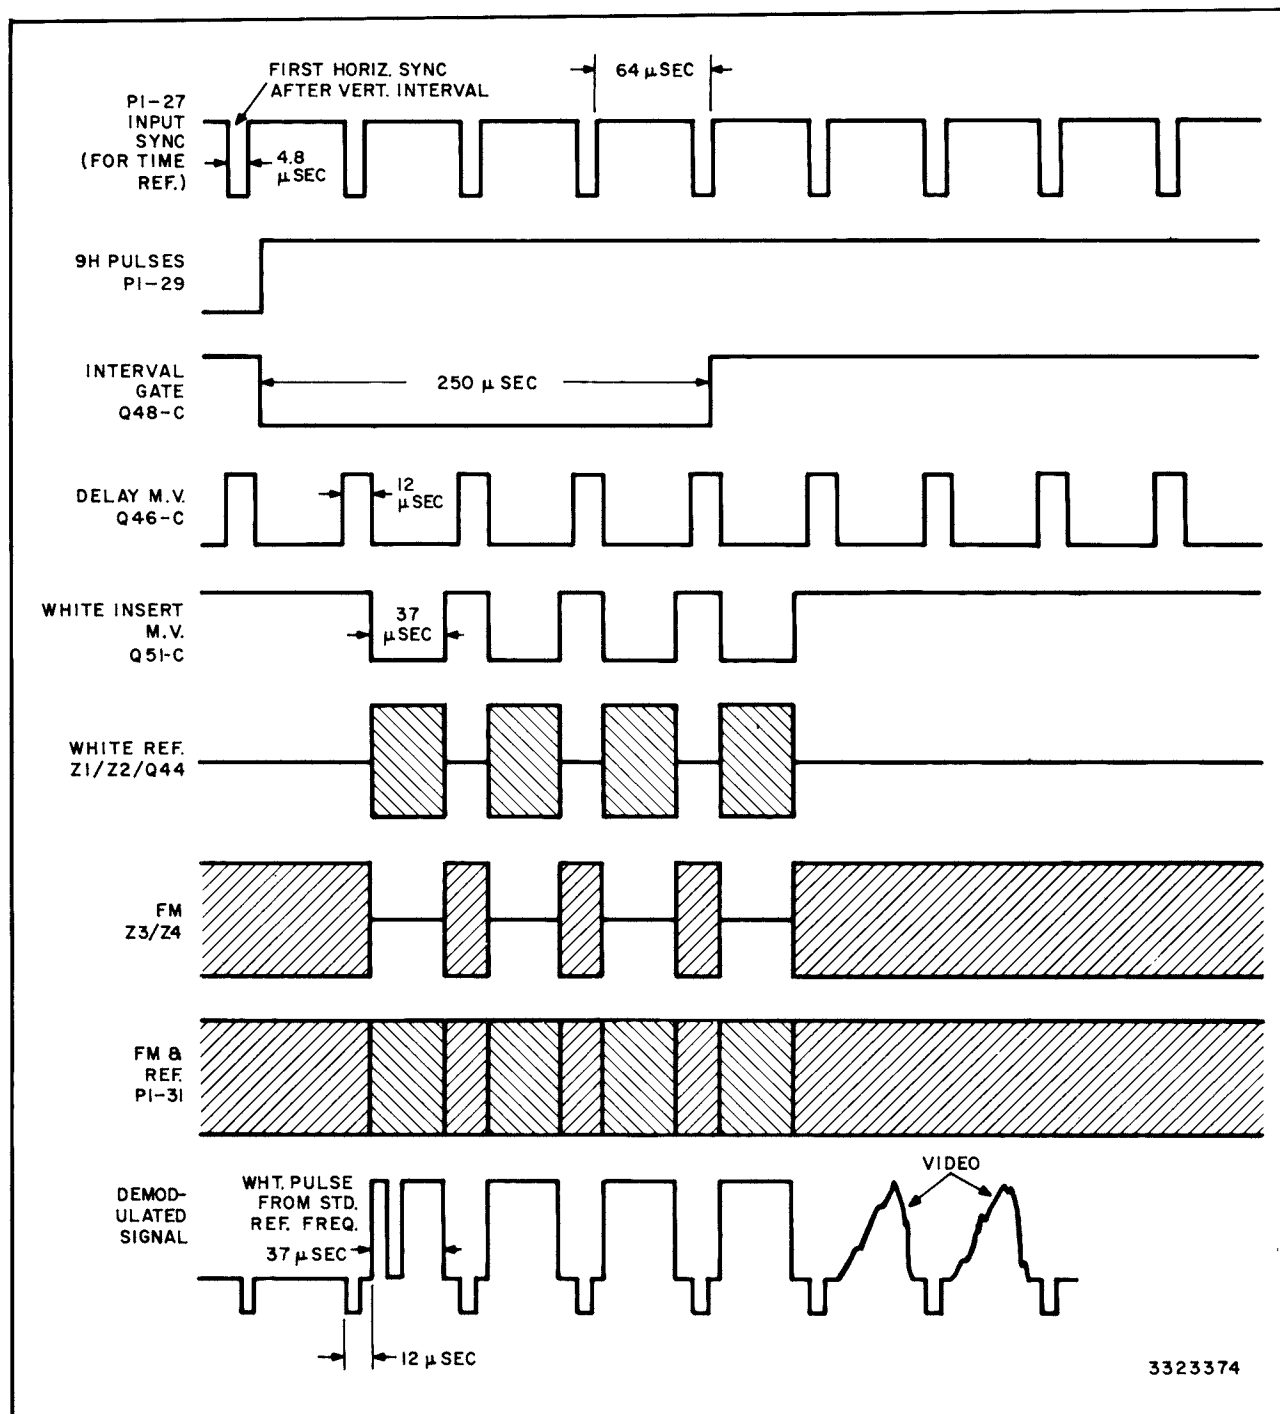 FIRST HORIZ. SYNC
AFTER VERT. INTERVAL
64 μSEC
P1-27
INPUT
SYNC
(FOR TIME
REF.)
4.8
μSEC
9H PULSES
P1-29
INTERVAL
GATE
Q48-C
250 μ SEC
DELAY M.V.
Q46-C
12
μSEC
WHITE INSERT
M.V.
Q51-C
37
μSEC
WHITE REF.
Z1/Z2/Q44
FM
Z3/Z4
FM &
REF.
P1-31
DEMOD-
ULATED
SIGNAL
WHT. PULSE
FROM STD.
REF. FREQ.
37 μSEC
VIDEO
12 μSEC
3323374